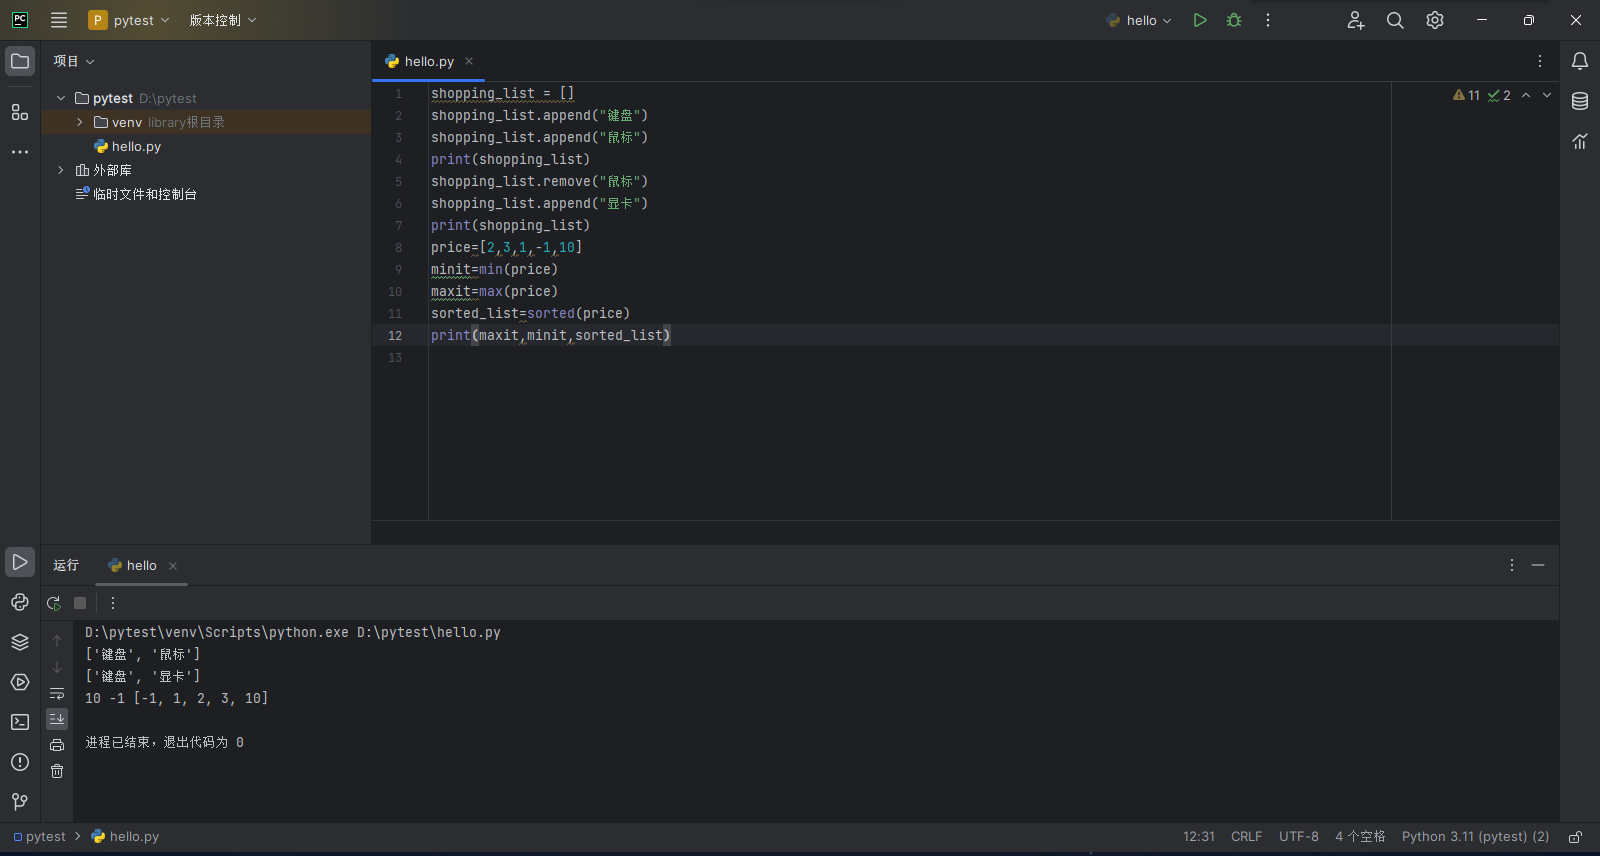 PC
P pytest 版本控制 hello
项目
hello.py
pytest D:\pytest
venv library根目录
hello.py
外部库
临时文件和控制台
11 2
1 shopping_list = []
2 shopping_list.append("键盘")
3 shopping_list.append("鼠标")
4 print(shopping_list)
5 shopping_list.remove("鼠标")
6 shopping_list.append("显卡")
7 print(shopping_list)
8 price=[2,3,1,-1,10]
9 minit=min(price)
10 maxit=max(price)
11 sorted_list=sorted(price)
12 print(maxit,minit,sorted_list)
13
运行 hello
D:\pytest\venv\Scripts\python.exe D:\pytest\hello.py
['键盘', '鼠标']
['键盘', '显卡']
10 -1 [-1, 1, 2, 3, 10]
进程已结束，退出代码为 0
pytest hello.py 12:31 CRLF UTF-8 4 个空格 Python 3.11 (pytest) (2)